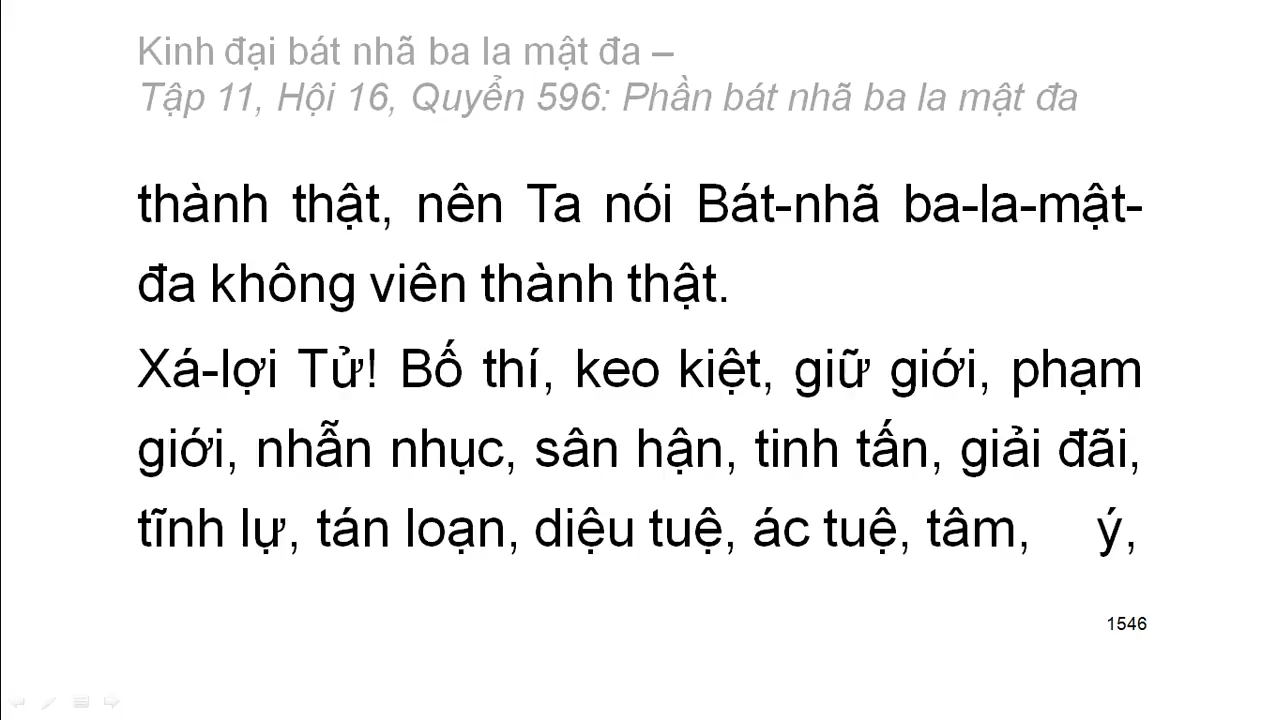 Kinh đại bát nhã ba la mật đa –
Tập 11, Hội 16, Quyển 596: Phần bát nhã ba la mật đa
thành thật, nên Ta nói Bát-nhã ba-la-mật-
đa không viên thành thật.
Xá-lợi Tử! Bố thí, keo kiệt, giữ giới, phạm
giới, nhẫn nhục, sân hận, tinh tấn, giải đãi,
tĩnh lự, tán loạn, diệu tuệ, ác tuệ, tâm, ý,
1546